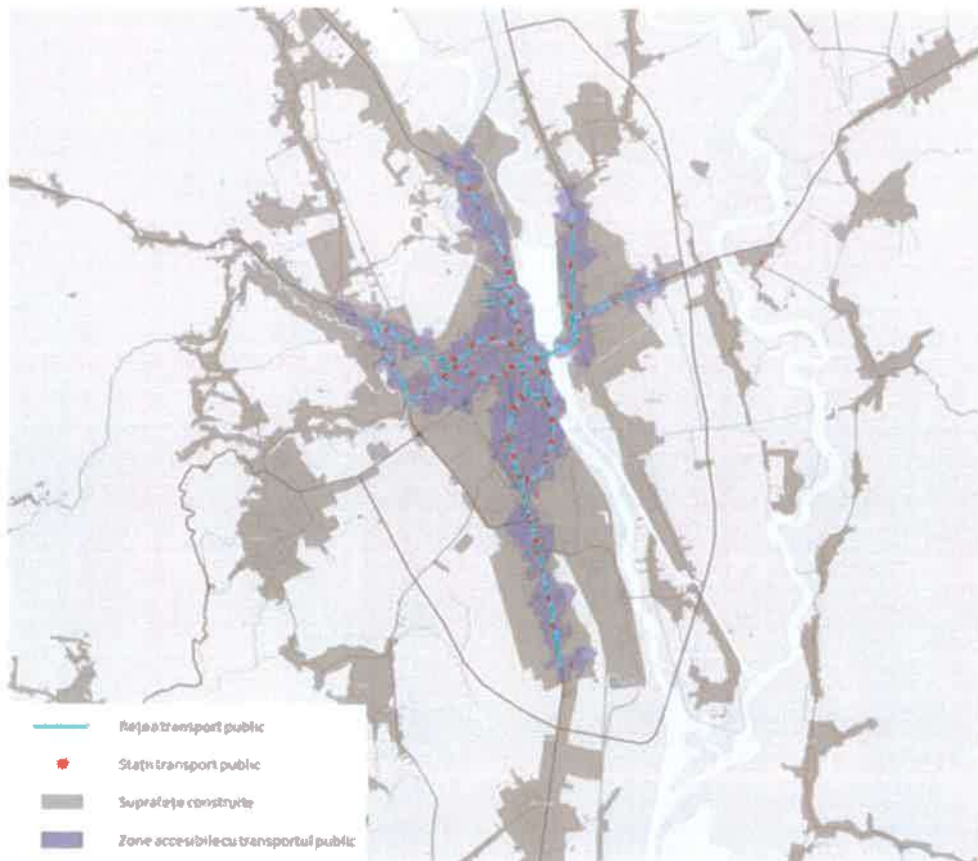 Rețea transport public
Stații transport public
Suprafețe construite
Zone accesibile cu transportul public